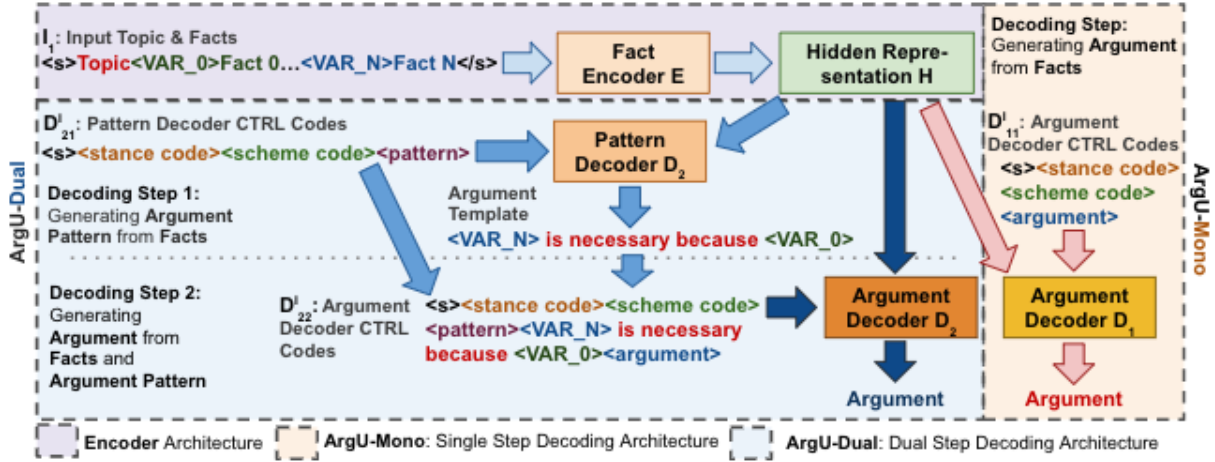 I₁: Input Topic & Facts
<s>Topic<VAR_0>Fact 0...<VAR_N>Fact N</s>
Fact
Encoder E
Hidden Repre-
sentation H
Decoding Step:
Generating Argument
from Facts
Dᴵ₂₁: Pattern Decoder CTRL Codes
<s><stance code><scheme code><pattern>
Pattern
Decoder D₂
Dᴵ₁₁: Argument
Decoder CTRL Codes
<s><stance code>
<scheme code>
<argument>
Decoding Step 1:
Generating Argument
Pattern from Facts
Argument
Template
<VAR_N> is necessary because <VAR_0>
ArgU-Dual
ArgU-Mono
Decoding Step 2:
Generating
Argument from
Facts and
Argument Pattern
Dᴵ₂₂: Argument
Decoder CTRL
Codes
<s><stance code><scheme code>
<pattern><VAR_N> is necessary
because <VAR_0><argument>
Argument
Decoder D₂
Argument
Decoder D₁
Argument
Argument
Encoder Architecture
ArgU-Mono: Single Step Decoding Architecture
ArgU-Dual: Dual Step Decoding Architecture